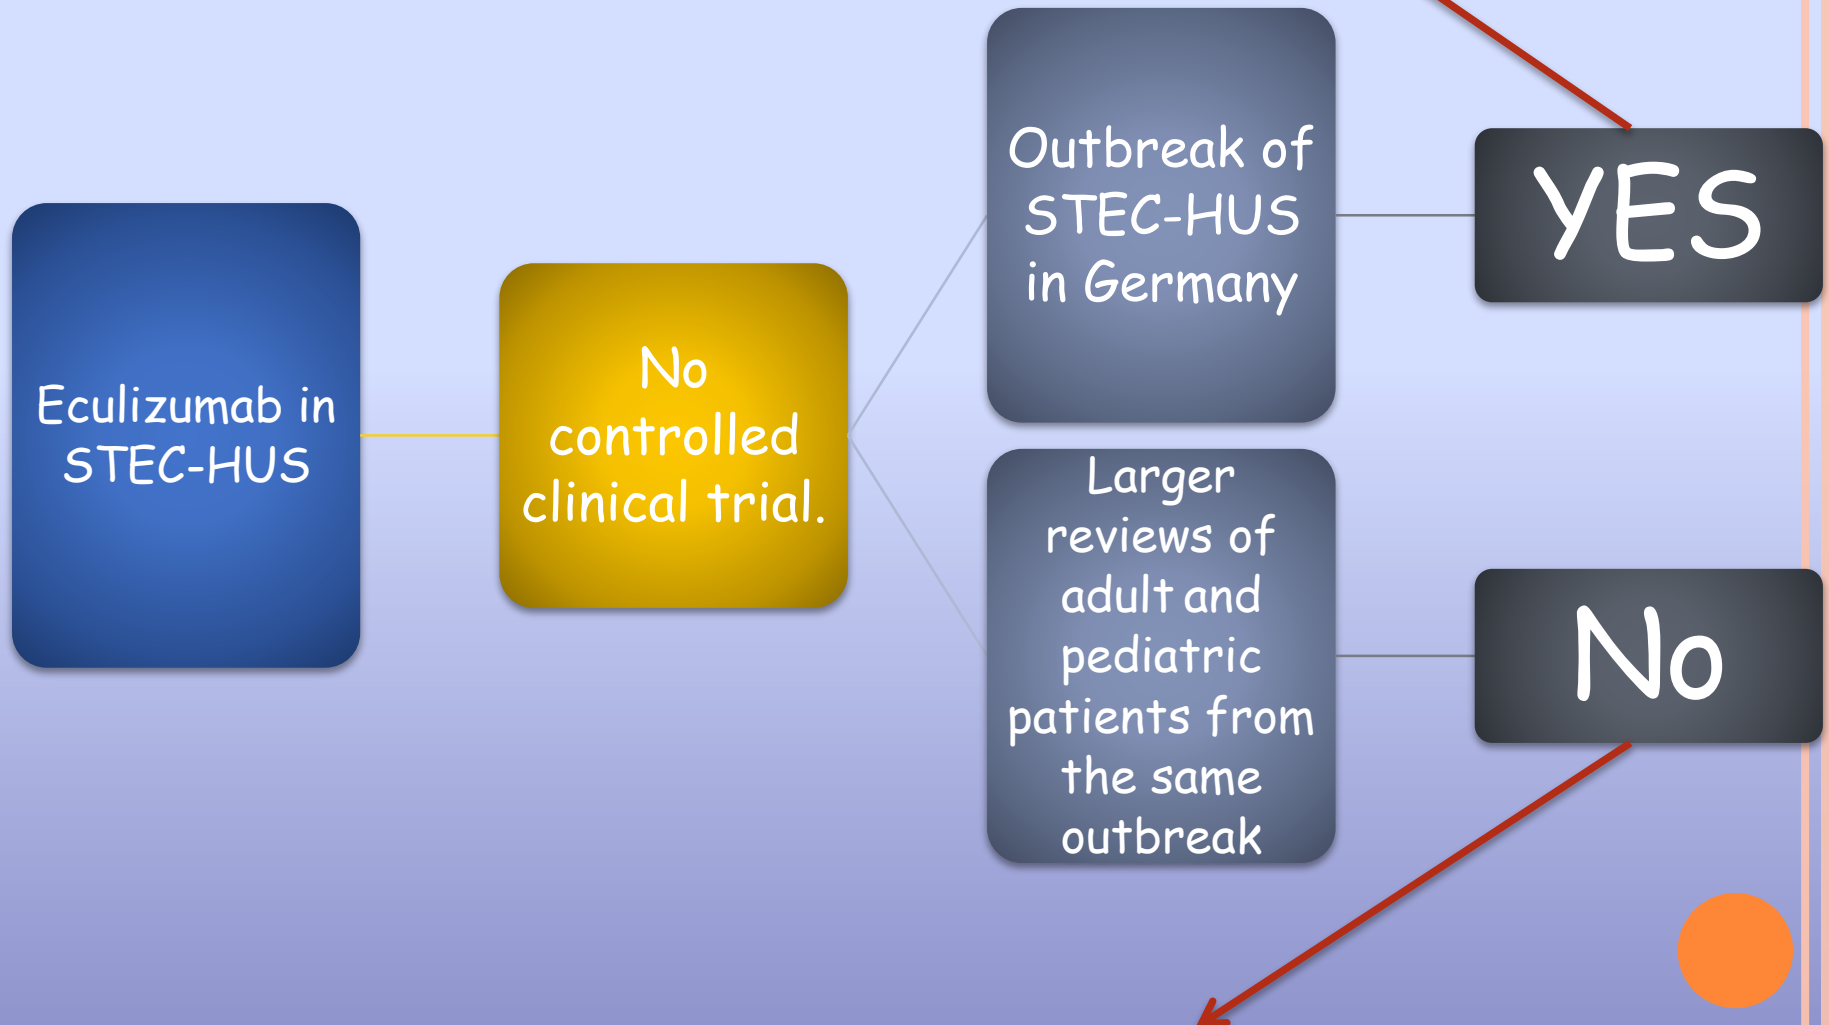 Eculizumab in
STEC-HUS
No
controlled
clinical trial.
Outbreak of
STEC-HUS
in Germany
YES
Larger
reviews of
adult and
pediatric
patients from
the same
outbreak
No